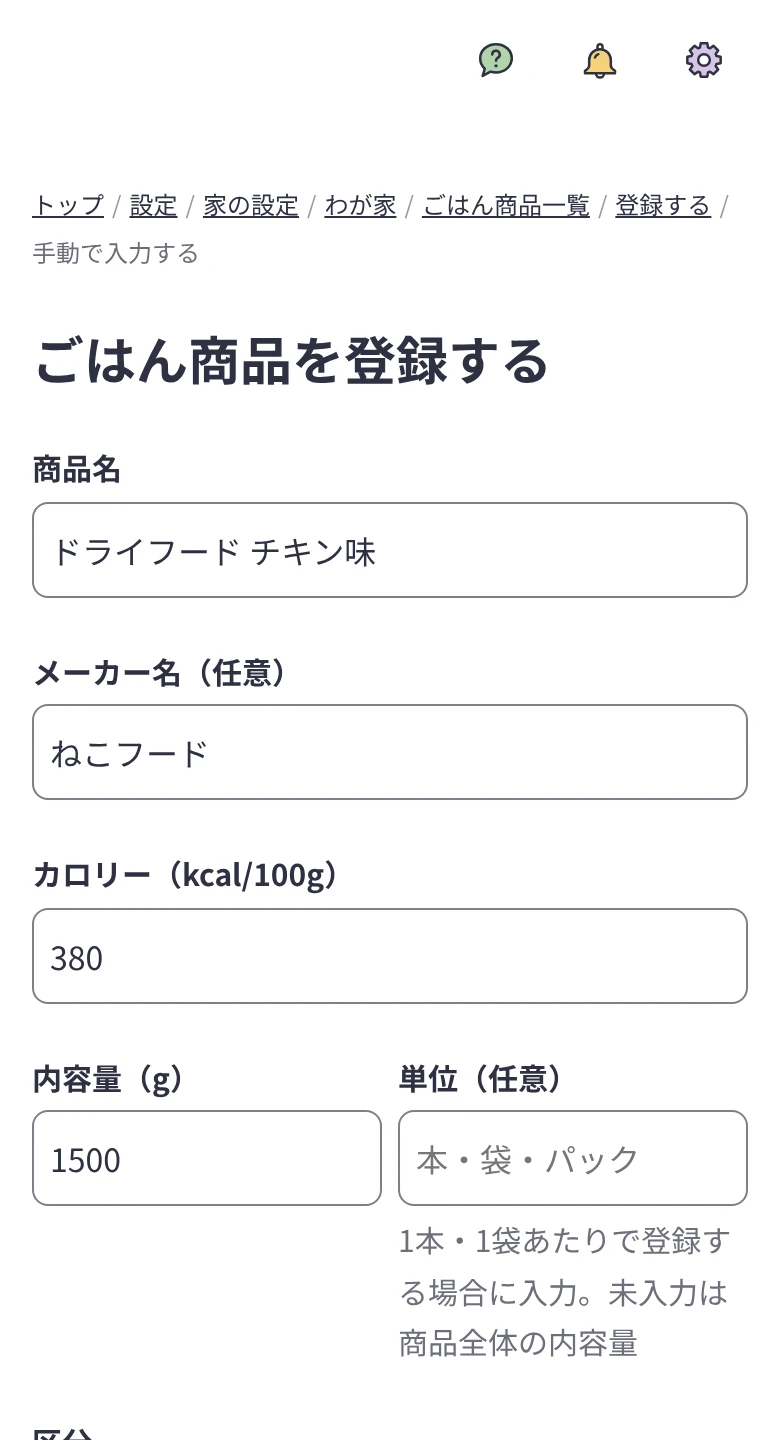 トップ / 設定 / 家の設定 / わが家 / ごはん商品一覧 / 登録する /
手動で入力する
ごはん商品を登録する
商品名
ドライフード チキン味
メーカー名（任意）
ねこフード
カロリー（kcal/100g）
380
内容量（g）
1500
単位（任意）
本・袋・パック
1本・1袋あたりで登録す
る場合に入力。未入力は
商品全体の内容量